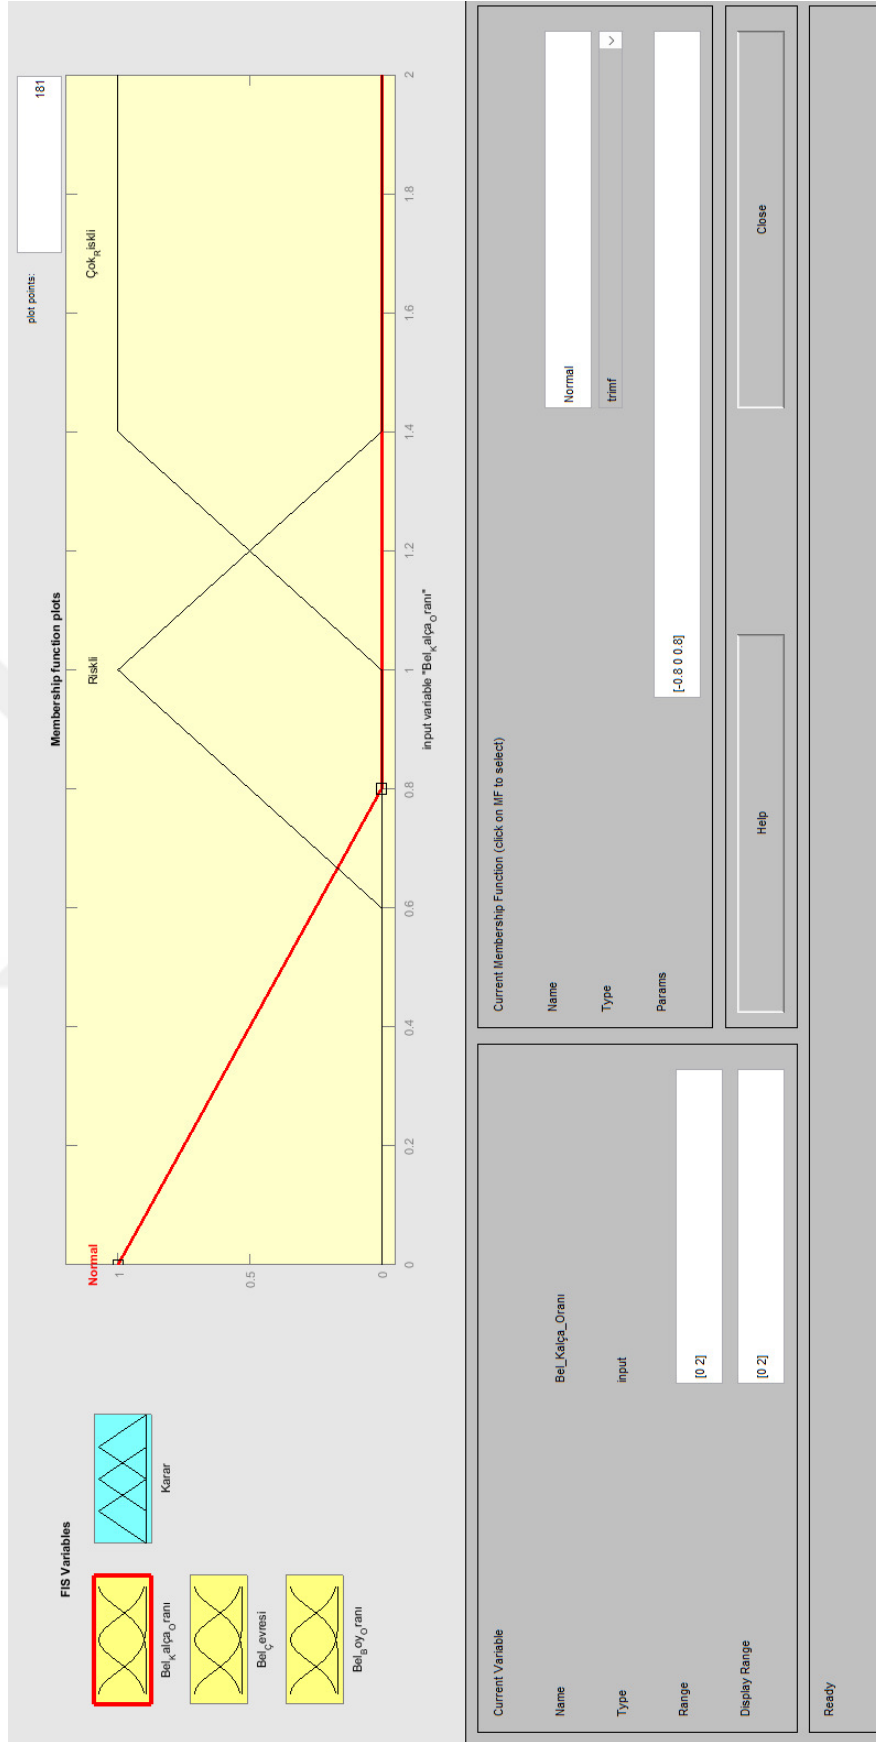 FIS Variables
Bel_Kalça_Oranı
Karar
Bel_Çevresi
Bel_Boy_Oranı
Membership function plots
plot points:
181
Normal
Riskli
Çok_Riskli
1
0.5
0
0
0.2
0.4
0.6
0.8
1
1.2
1.4
1.6
1.8
2
input variable "Bel_Kalça_Oranı"
Current Variable
Name
Bel_Kalça_Oranı
Type
input
Range
[0 2]
Display Range
[0 2]
Current Membership Function (click on MF to select)
Name
Normal
Type
trimf
Params
[-0.8 0 0.8]
Help
Close
Ready